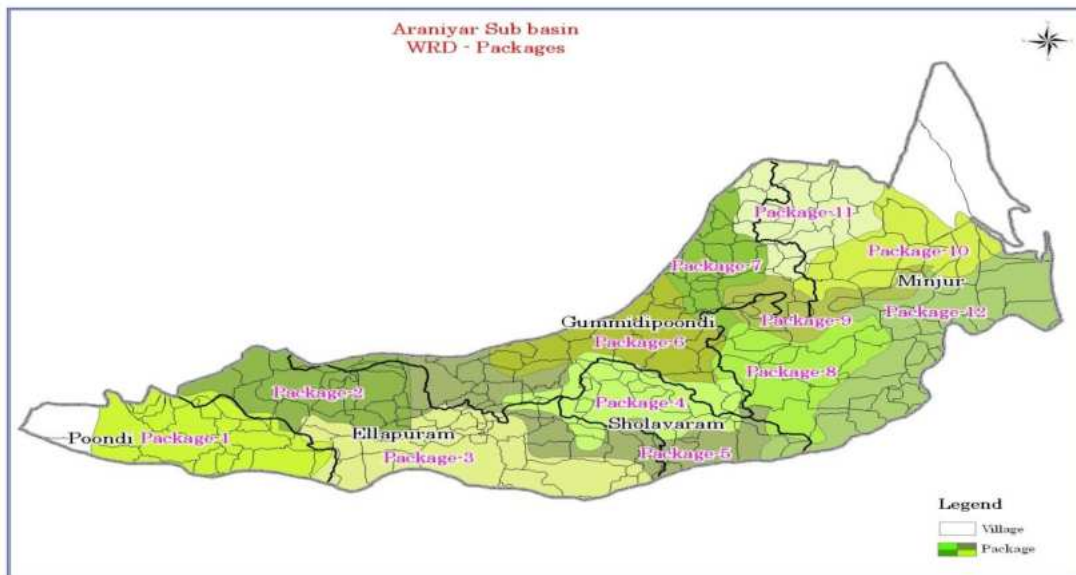 Araniyar Sub basin
WRD - Packages
Package-11
Package-7
Package-10
Minjur
Gummidipoondi
Package-9
Package-12
Package-6
Package-8
Package-2
Package-4
Sholavaram
Poondi
Package-1
Ellapuram
Package-3
Package-5
Legend
Village
Package